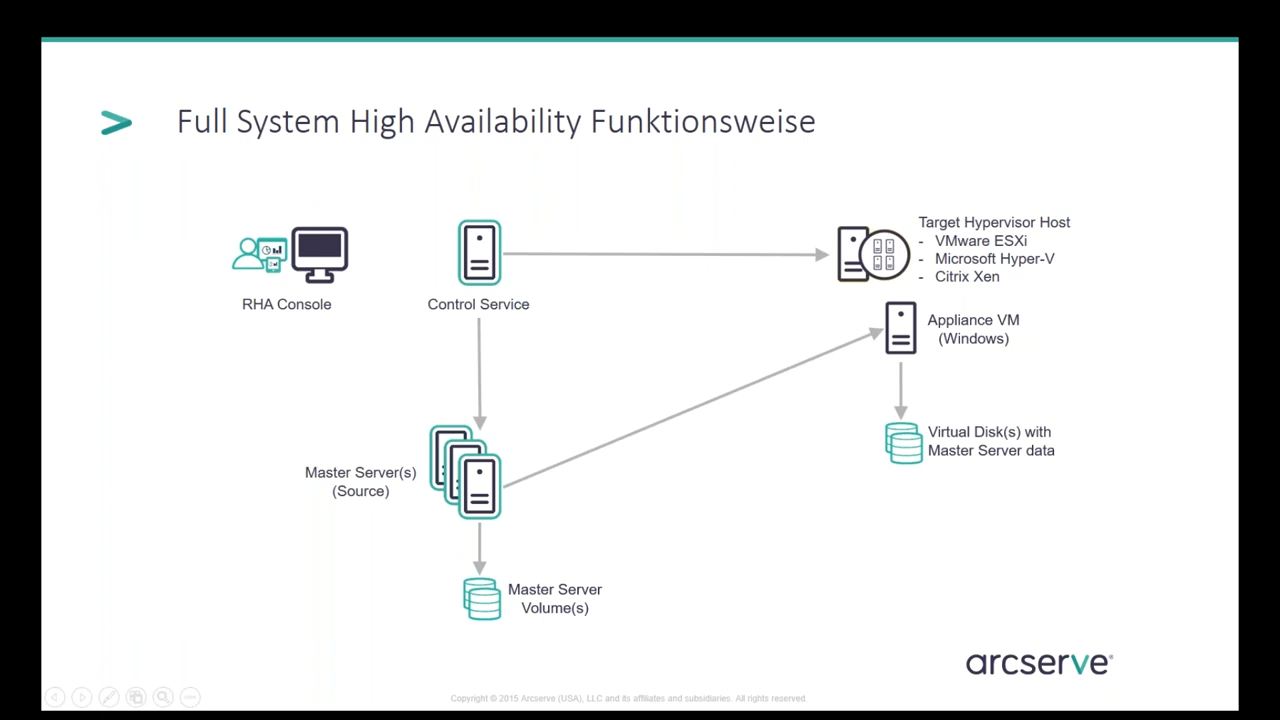 Full System High Availability Funktionsweise
Target Hypervisor Host
- VMware ESXi
- Microsoft Hyper-V
- Citrix Xen
RHA Console
Control Service
Appliance VM
(Windows)
Virtual Disk(s) with
Master Server data
Master Server(s)
(Source)
Master Server
Volume(s)
arcserve®
Copyright © 2015 Arcserve (USA), LLC and its affiliates and subsidiaries. All rights reserved.